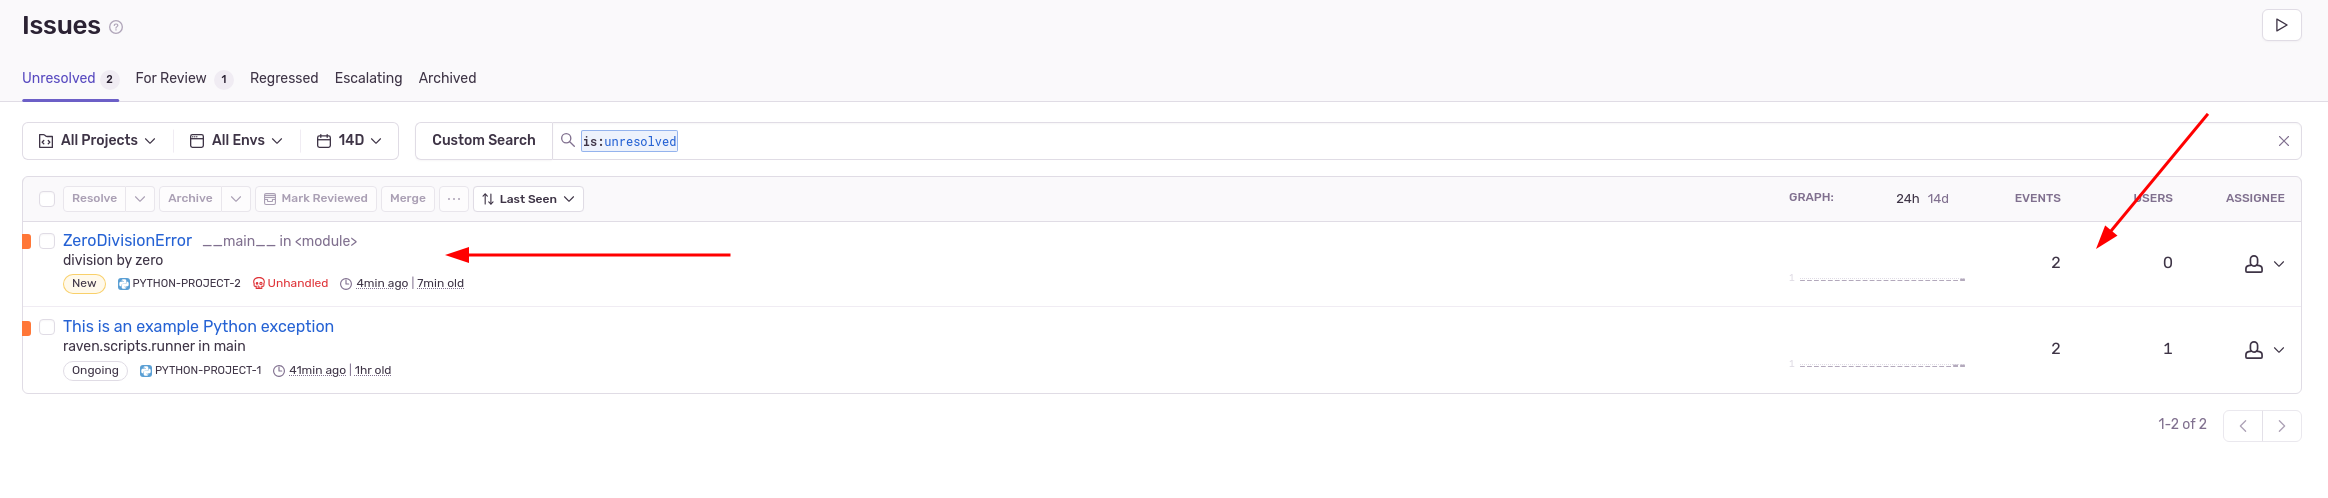 Issues ?
Unresolved 2 For Review 1 Regressed Escalating Archived
All Projects All Envs 14D Custom Search is:unresolved
Resolve Archive Mark Reviewed Merge ... Last Seen GRAPH: 24h 14d EVENTS USERS ASSIGNEE
ZeroDivisionError __main__ in <module>
division by zero
2 0
New PYTHON-PROJECT-2 Unhandled 4min ago | 7min old
1
This is an example Python exception
raven.scripts.runner in main
2 1
Ongoing PYTHON-PROJECT-1 41min ago | 1hr old
1
1-2 of 2